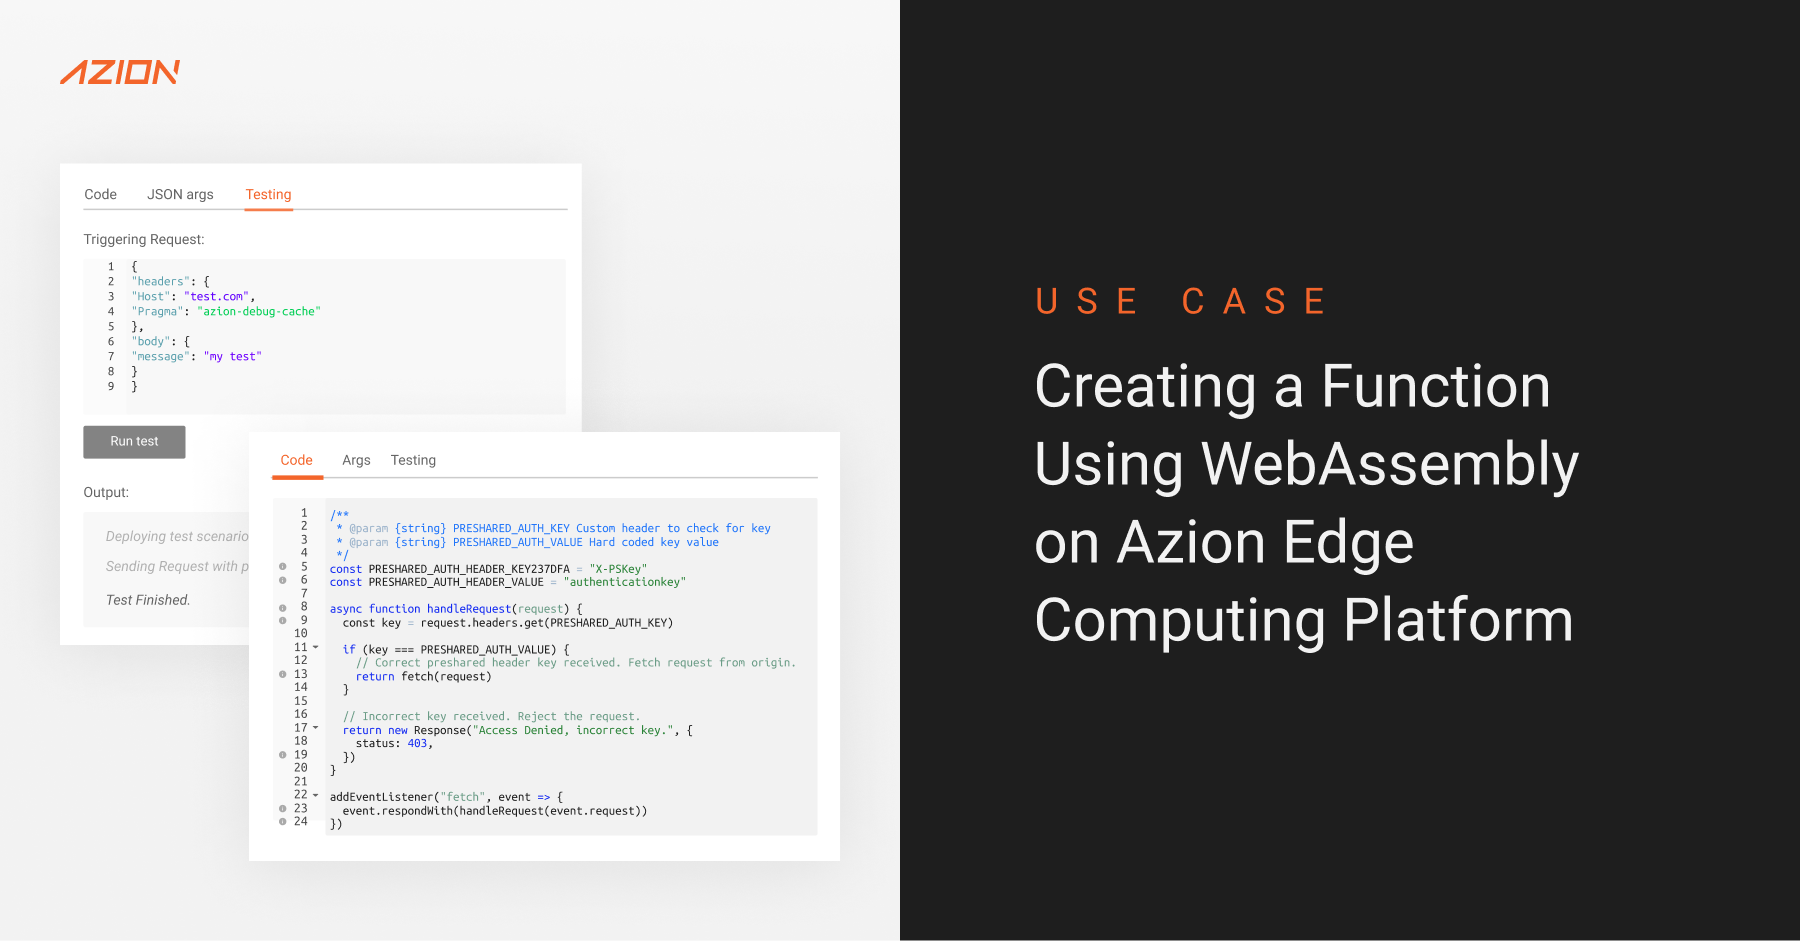 AZION
Code JSON args Testing
Triggering Request:
1 {
2 "headers": {
3 "Host": "test.com",
4 "Pragma": "azion-debug-cache"
5 },
6 "body": {
7 "message": "my test"
8 }
9 }
Run test
Output:
Deploying test scenario
Sending Request with p
Test Finished.
Code Args Testing
1 /**
2 * @param {string} PRESHARED_AUTH_KEY Custom header to check for key
3 * @param {string} PRESHARED_AUTH_VALUE Hard coded key value
4 */
5 const PRESHARED_AUTH_HEADER_KEY237DFA = "X-PSKey"
6 const PRESHARED_AUTH_HEADER_VALUE = "authenticationkey"
7
8 async function handleRequest(request) {
9 const key = request.headers.get(PRESHARED_AUTH_KEY)
10
11 if (key === PRESHARED_AUTH_VALUE) {
12 // Correct preshared header key received. Fetch request from origin.
13 return fetch(request)
14 }
15
16 // Incorrect key received. Reject the request.
17 return new Response("Access Denied, incorrect key.", {
18 status: 403,
19 })
20 }
21
22 addEventListener("fetch", event => {
23 event.respondWith(handleRequest(event.request))
24 })
USE CASE
Creating a Function
Using WebAssembly
on Azion Edge
Computing Platform